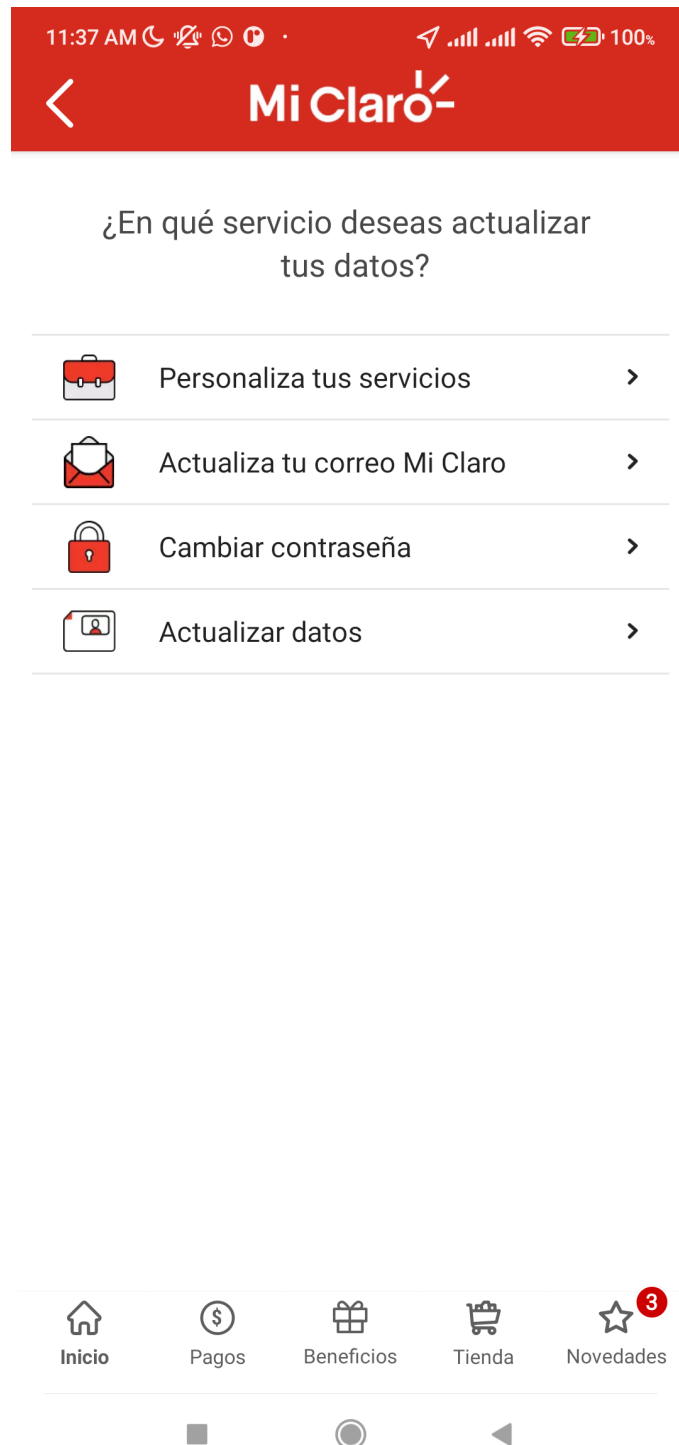 11:37 AM 100%
Mi Claro
¿En qué servicio deseas actualizar
tus datos?
Personaliza tus servicios
Actualiza tu correo Mi Claro
Cambiar contraseña
Actualizar datos
3
Inicio Pagos Beneficios Tienda Novedades